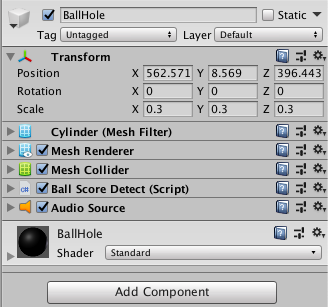 BallHole Static
Tag Untagged Layer Default
Transform
Position X 562.571 Y 8.569 Z 396.443
Rotation X 0 Y 0 Z 0
Scale X 0.3 Y 0.3 Z 0.3
Cylinder (Mesh Filter)
Mesh Renderer
Mesh Collider
C# Ball Score Detect (Script)
Audio Source
BallHole
Shader Standard
Add Component